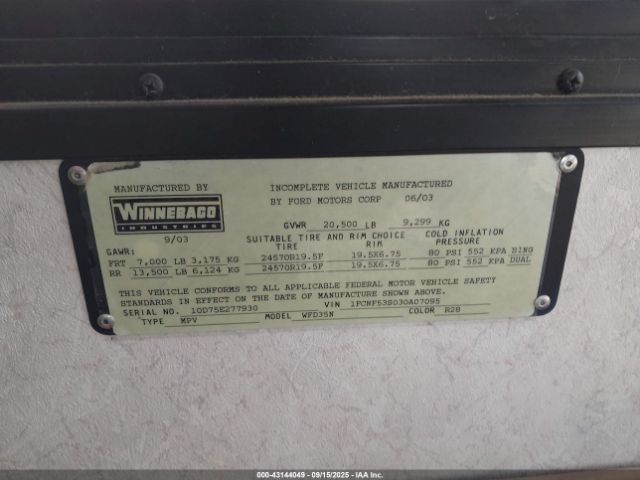 MANUFACTURED BY
WINNEBAGO
INDUSTRIES
9/03
INCOMPLETE VEHICLE MANUFACTURED
BY FORD MOTORS CORP 06/03
GVWR 20,500 LB 9,299 KG
SUITABLE TIRE AND RIM CHOICE COLD INFLATION
GAWR: TIRE RIM PRESSURE
FRT 7,000 LB 3,175 KG 24570R19.5F 19.5X6.75 80 PSI 552 KPA SING
RR 13,500 LB 6,124 KG 24570R19.5F 19.5X6.75 80 PSI 552 KPA DUAL
THIS VEHICLE CONFORMS TO ALL APPLICABLE FEDERAL MOTOR VEHICLE SAFETY
STANDARDS IN EFFECT ON THE DATE OF MANUFACTURE SHOWN ABOVE.
SERIAL NO. 10D75E277930 VIN 1FCNF53S030A07095
TYPE MPV MODEL WFD35N COLOR R2B
000-43144049 - 09/15/2025 - IAAI.COM